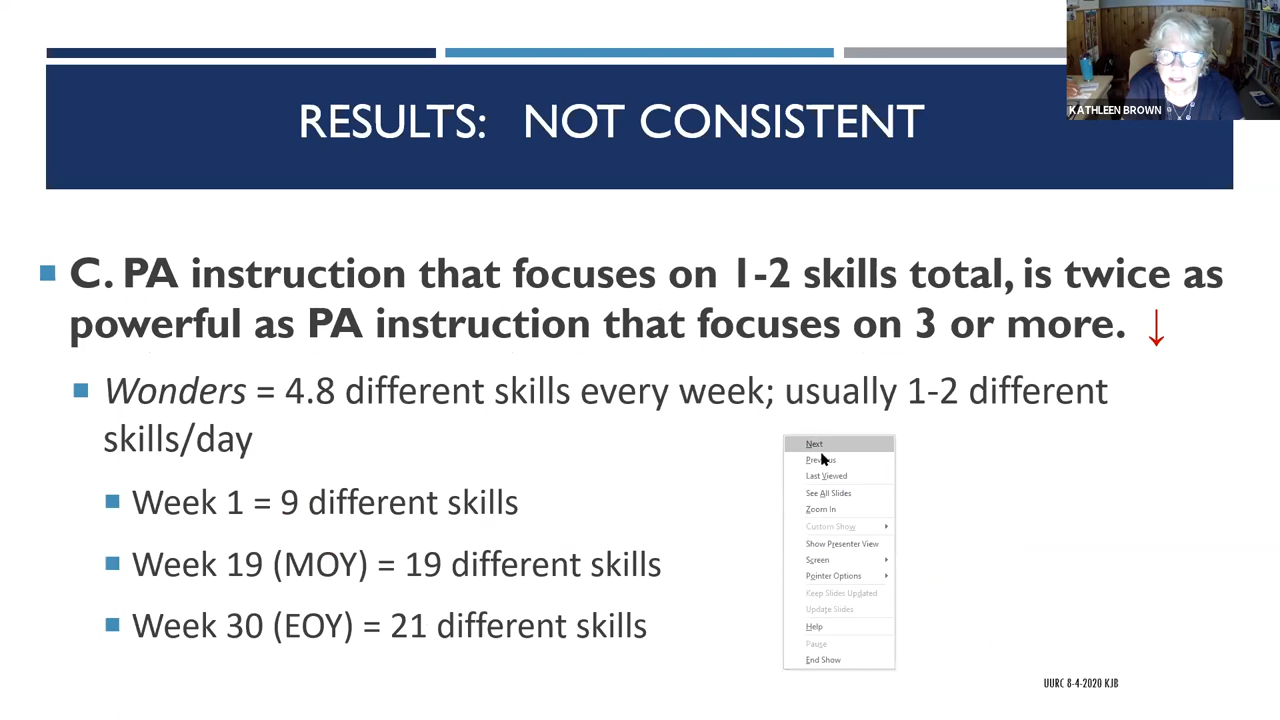 KATHLEEN BROWN
RESULTS: NOT CONSISTENT
C. PA instruction that focuses on 1-2 skills total, is twice as
powerful as PA instruction that focuses on 3 or more. ↓
Wonders = 4.8 different skills every week; usually 1-2 different
skills/day
Week 1 = 9 different skills
Week 19 (MOY) = 19 different skills
Week 30 (EOY) = 21 different skills
Next
Previous
Last Viewed
See All Slides
Zoom In
Custom Show
Show Presenter View
Screen
Pointer Options
Keep Slides Updated
Update Slides
Help
Pause
End Show
UURC 8-4-2020 KJB